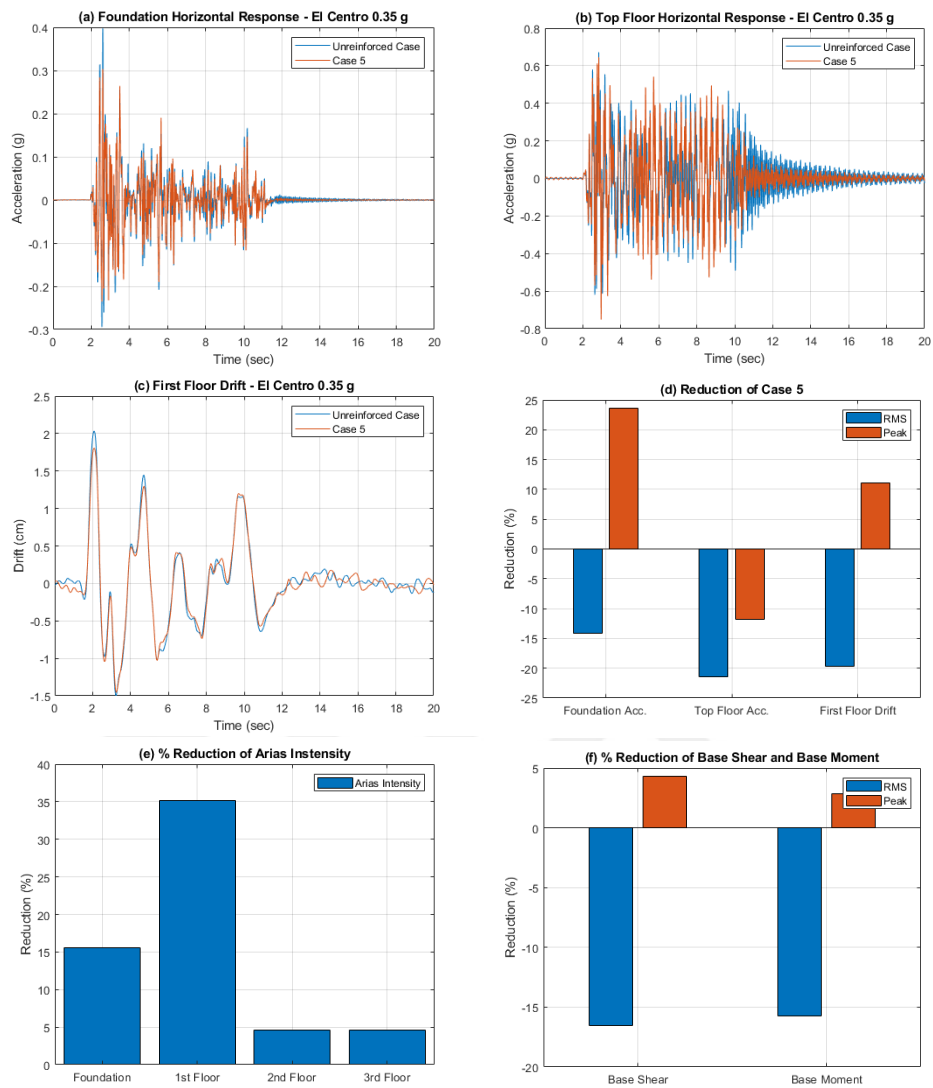 (a) Foundation Horizontal Response - El Centro 0.35 g
Unreinforced Case
Case 5
0.4
0.3
0.2
0.1
0
-0.1
-0.2
-0.3
Acceleration (g)
0 2 4 6 8 10 12 14 16 18 20
Time (sec)
(b) Top Floor Horizontal Response - El Centro 0.35 g
Unreinforced Case
Case 5
0.8
0.6
0.4
0.2
0
-0.2
-0.4
-0.6
-0.8
Acceleration (g)
0 2 4 6 8 10 12 14 16 18 20
Time (sec)
(c) First Floor Drift - El Centro 0.35 g
Unreinforced Case
Case 5
2.5
2
1.5
1
0.5
0
-0.5
-1
-1.5
Drift (cm)
0 2 4 6 8 10 12 14 16 18 20
Time (sec)
(d) Reduction of Case 5
RMS
Peak
25
20
15
10
5
0
-5
-10
-15
-20
-25
Reduction (%)
Foundation Acc. Top Floor Acc. First Floor Drift
(e) % Reduction of Arias Instensity
Arias Intensity
40
35
30
25
20
15
10
5
0
Reduction (%)
Foundation 1st Floor 2nd Floor 3rd Floor
(f) % Reduction of Base Shear and Base Moment
RMS
Peak
5
0
-5
-10
-15
-20
Reduction (%)
Base Shear Base Moment